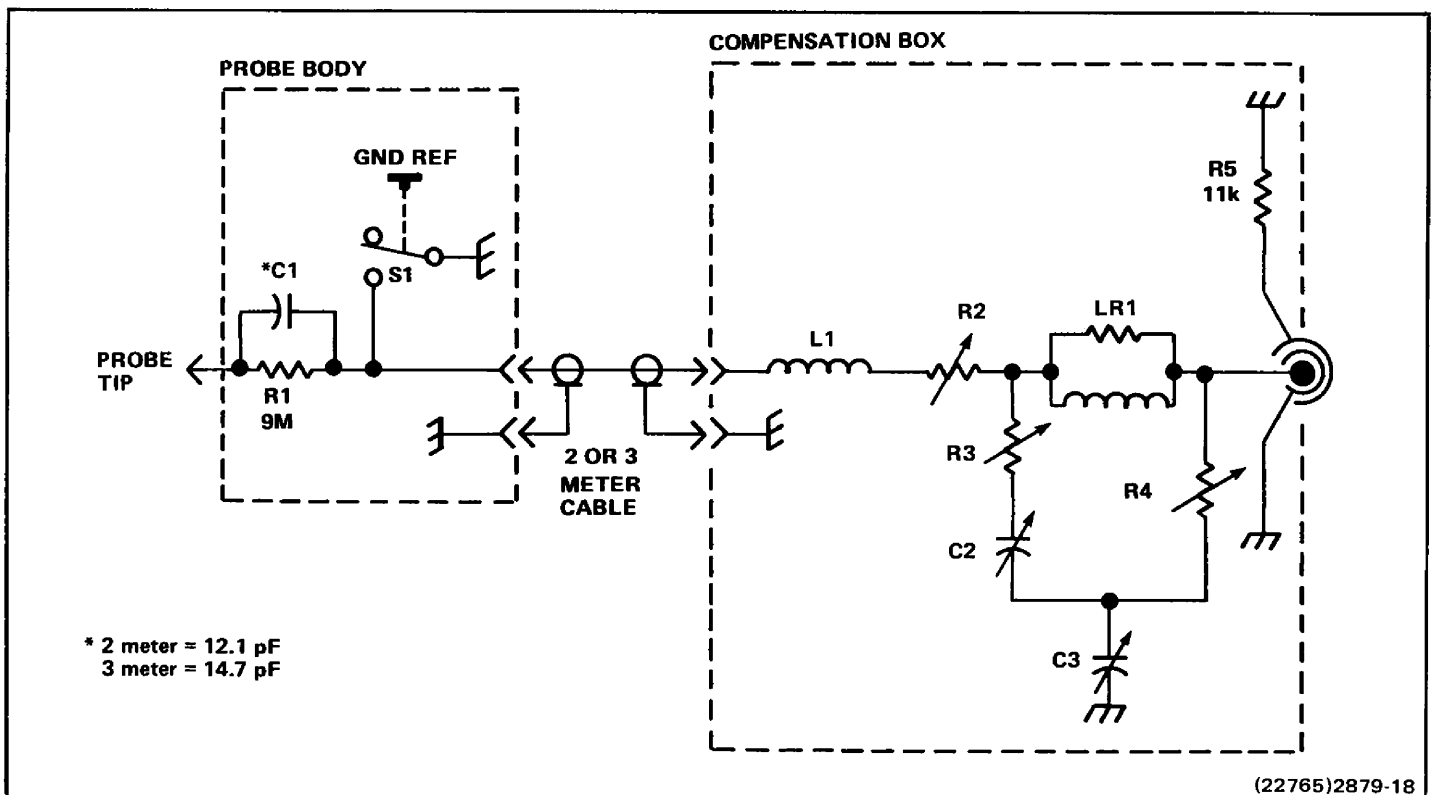 COMPENSATION BOX
PROBE BODY
GND REF
S1
*C1
PROBE
TIP
R1
9M
2 OR 3
METER
CABLE
L1
R2
LR1
R5
11k
R3
R4
C2
C3
* 2 meter = 12.1 pF
3 meter = 14.7 pF
(22765)2879-18